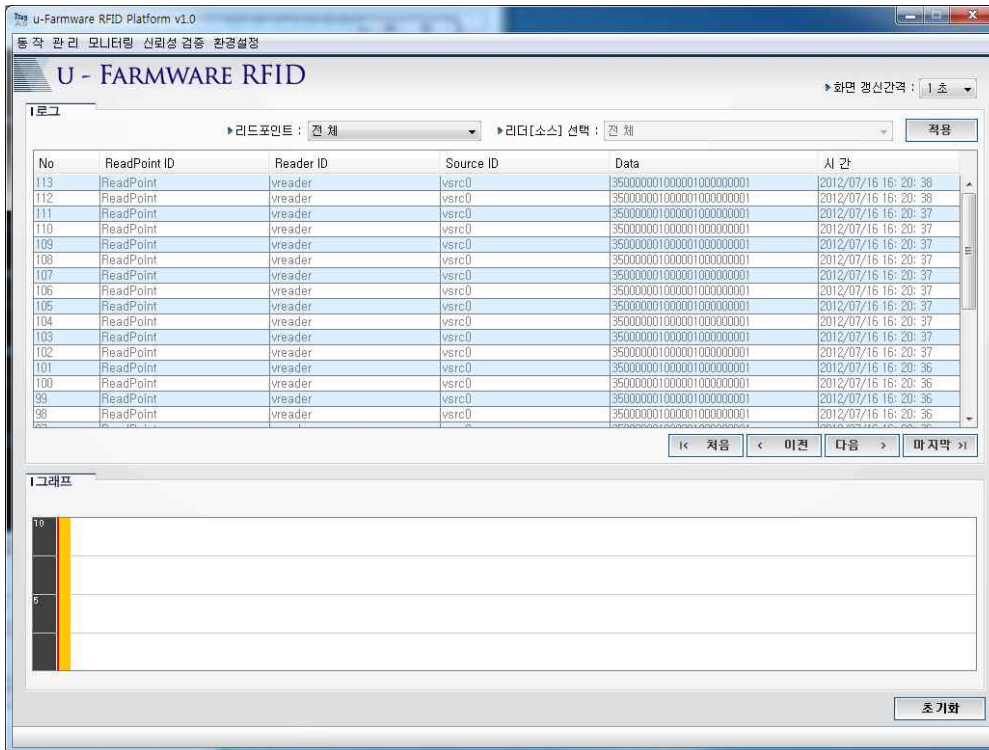 u-Farmware RFID Platform v1.0
동 작 관 리 모니터링 신뢰성 검증 환경설정
U - FARMWARE RFID
화면 갱신간격 : 1 초
로그
리드포인트 : 전 체 리더[소스] 선택 : 전 체 적용
No ReadPoint ID Reader ID Source ID Data 시 간
113 ReadPoint vreader vsrc0 350000001000001000000001 2012/07/16 16: 20: 38
112 ReadPoint vreader vsrc0 350000001000001000000001 2012/07/16 16: 20: 38
111 ReadPoint vreader vsrc0 350000001000001000000001 2012/07/16 16: 20: 37
110 ReadPoint vreader vsrc0 350000001000001000000001 2012/07/16 16: 20: 37
109 ReadPoint vreader vsrc0 350000001000001000000001 2012/07/16 16: 20: 37
108 ReadPoint vreader vsrc0 350000001000001000000001 2012/07/16 16: 20: 37
107 ReadPoint vreader vsrc0 350000001000001000000001 2012/07/16 16: 20: 37
106 ReadPoint vreader vsrc0 350000001000001000000001 2012/07/16 16: 20: 37
105 ReadPoint vreader vsrc0 350000001000001000000001 2012/07/16 16: 20: 37
104 ReadPoint vreader vsrc0 350000001000001000000001 2012/07/16 16: 20: 37
103 ReadPoint vreader vsrc0 350000001000001000000001 2012/07/16 16: 20: 37
102 ReadPoint vreader vsrc0 350000001000001000000001 2012/07/16 16: 20: 37
101 ReadPoint vreader vsrc0 350000001000001000000001 2012/07/16 16: 20: 36
100 ReadPoint vreader vsrc0 350000001000001000000001 2012/07/16 16: 20: 36
99 ReadPoint vreader vsrc0 350000001000001000000001 2012/07/16 16: 20: 36
98 ReadPoint vreader vsrc0 350000001000001000000001 2012/07/16 16: 20: 36
처음 이전 다음 마지막
그래프
10
5
초기화